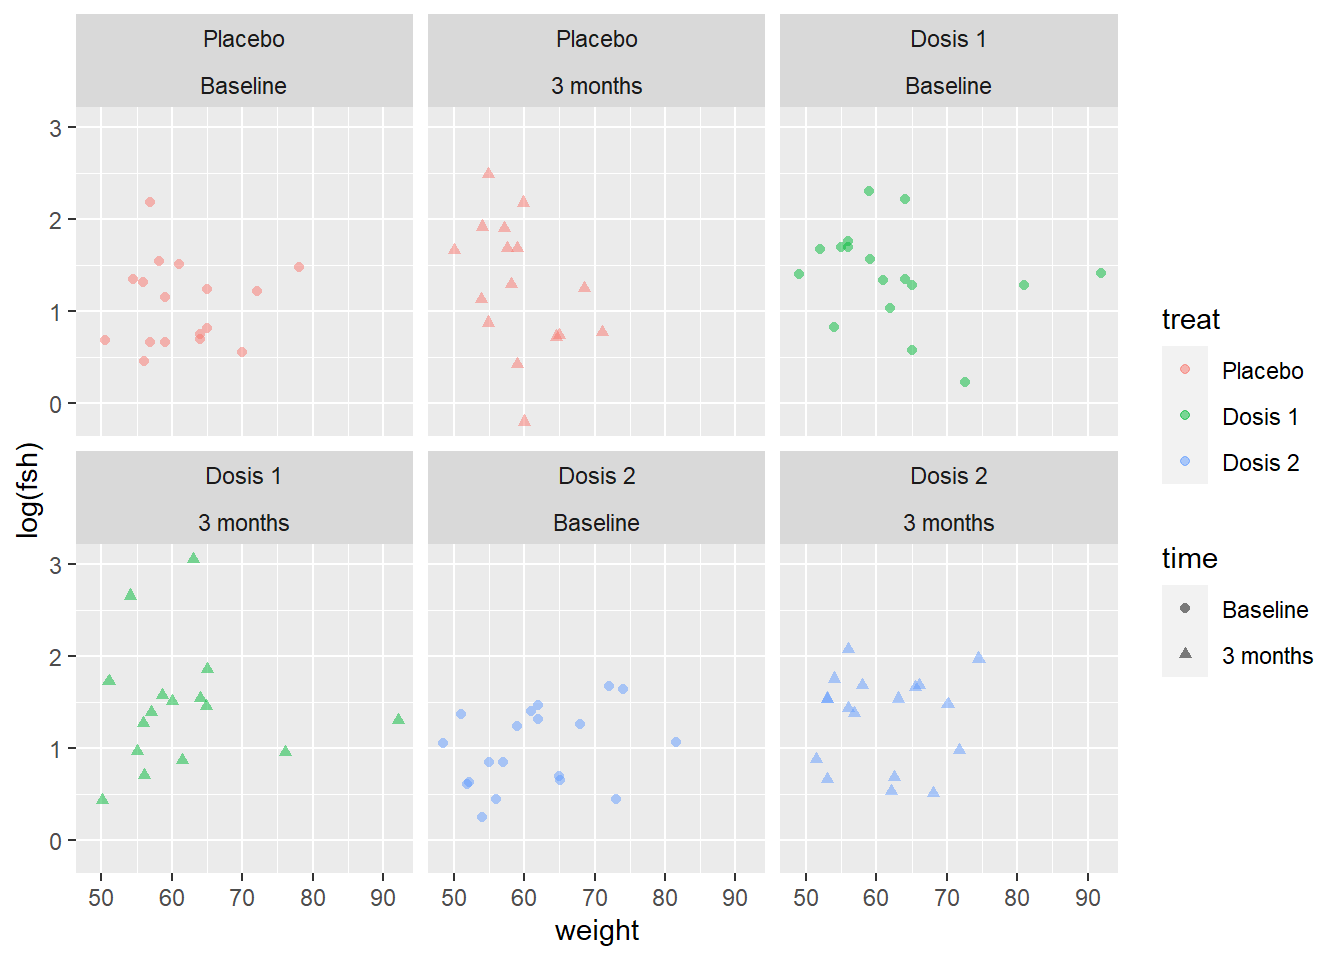 Placebo
Baseline
Placebo
3 months
Dosis 1
Baseline
3
2
1
0
Dosis 1
3 months
Dosis 2
Baseline
Dosis 2
3 months
3
2
1
0
50 60 70 80 90
50 60 70 80 90
50 60 70 80 90
weight
log(fsh)
treat
Placebo
Dosis 1
Dosis 2
time
Baseline
3 months